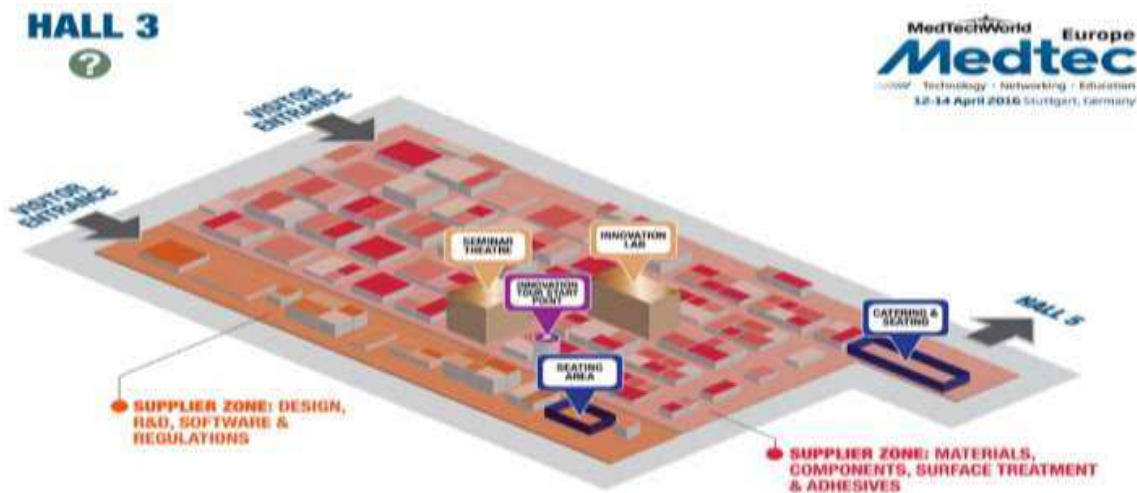 HALL 3
?
MedTechWorld
Europe
Medtec
Technology · Networking · Education
12-14 April 2016 Stuttgart, Germany
VISITOR
ENTRANCE
VISITOR
ENTRANCE
SEMINAR
THEATRE
INNOVATION
LAB
INNOVATION
TOUR START
POINT
CATERING &
SEATING
HALL 5
SEATING
AREA
SUPPLIER ZONE: DESIGN,
R&D, SOFTWARE &
REGULATIONS
SUPPLIER ZONE: MATERIALS,
COMPONENTS, SURFACE TREATMENT
& ADHESIVES